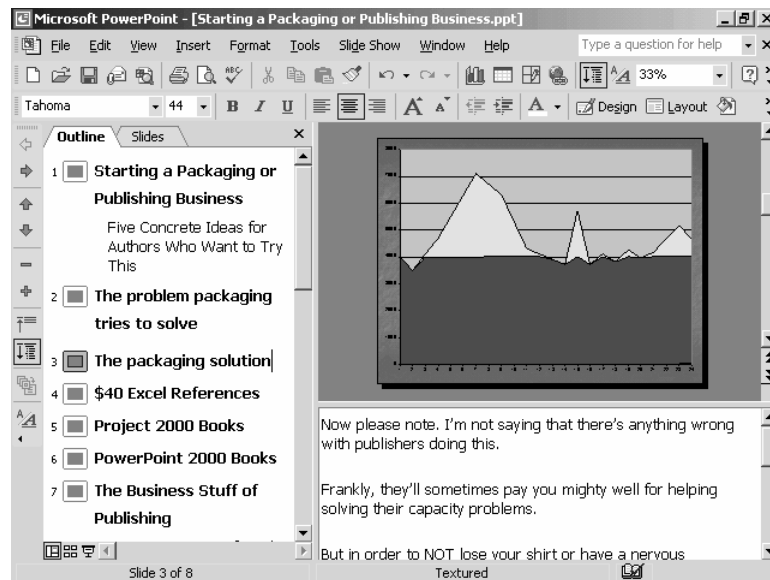 Microsoft PowerPoint - [Starting a Packaging or Publishing Business.ppt]
File Edit View Insert Format Tools Slide Show Window Help Type a question for help
33%
Tahoma 44 B I U A A A Design Layout
Outline Slides
1 Starting a Packaging or
Publishing Business
Five Concrete Ideas for
Authors Who Want to Try
This
2 The problem packaging
tries to solve
3 The packaging solution
4 $40 Excel References
5 Project 2000 Books
6 PowerPoint 2000 Books
7 The Business Stuff of
Publishing
Now please note. I'm not saying that there's anything wrong
with publishers doing this.
Frankly, they'll sometimes pay you mighty well for helping
solving their capacity problems.
But in order to NOT lose your shirt or have a nervous
Slide 3 of 8 Textured